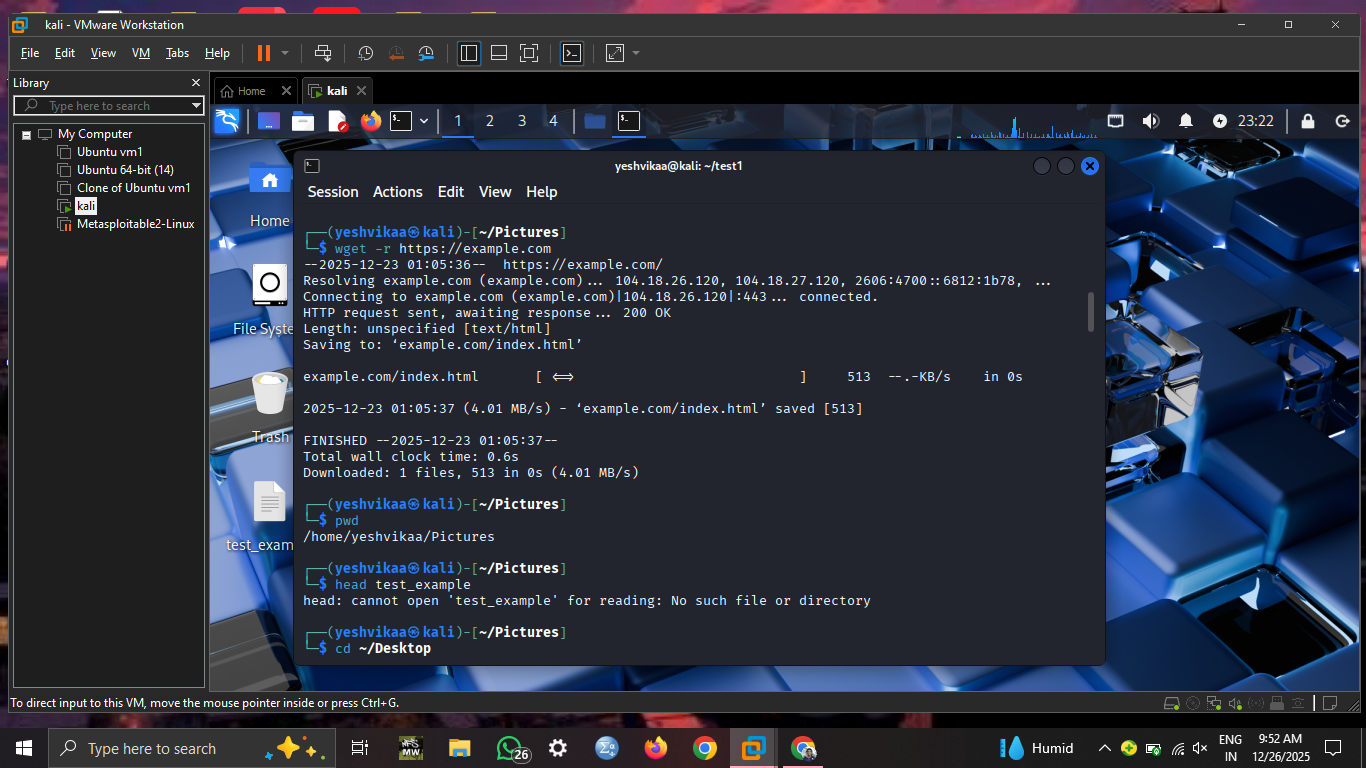 kali - VMware Workstation
File Edit View VM Tabs Help
Library
Type here to search
My Computer
Ubuntu vm1
Ubuntu 64-bit (14)
Clone of Ubuntu vm1
kali
Metasploitable2-Linux
Home
kali
1 2 3 4
23:22
Home
File Syste
Trash
test_exam
yeshvikaa@kali: ~/test1
Session Actions Edit View Help
┌──(yeshvikaa㉿kali)-[~/Pictures]
└─$ wget -r https://example.com
--2025-12-23 01:05:36--  https://example.com/
Resolving example.com (example.com)... 104.18.26.120, 104.18.27.120, 2606:4700::6812:1b78, ...
Connecting to example.com (example.com)|104.18.26.120|:443... connected.
HTTP request sent, awaiting response... 200 OK
Length: unspecified [text/html]
Saving to: ‘example.com/index.html’
example.com/index.html [ <=> ] 513 --.-KB/s in 0s
2025-12-23 01:05:37 (4.01 MB/s) - ‘example.com/index.html’ saved [513]
FINISHED --2025-12-23 01:05:37--
Total wall clock time: 0.6s
Downloaded: 1 files, 513 in 0s (4.01 MB/s)
┌──(yeshvikaa㉿kali)-[~/Pictures]
└─$ pwd
/home/yeshvikaa/Pictures
┌──(yeshvikaa㉿kali)-[~/Pictures]
└─$ head test_example
head: cannot open 'test_example' for reading: No such file or directory
┌──(yeshvikaa㉿kali)-[~/Pictures]
└─$ cd ~/Desktop
To direct input to this VM, move the mouse pointer inside or press Ctrl+G.
Type here to search
MW
26
Humid
ENG
IN
9:52 AM
12/26/2025